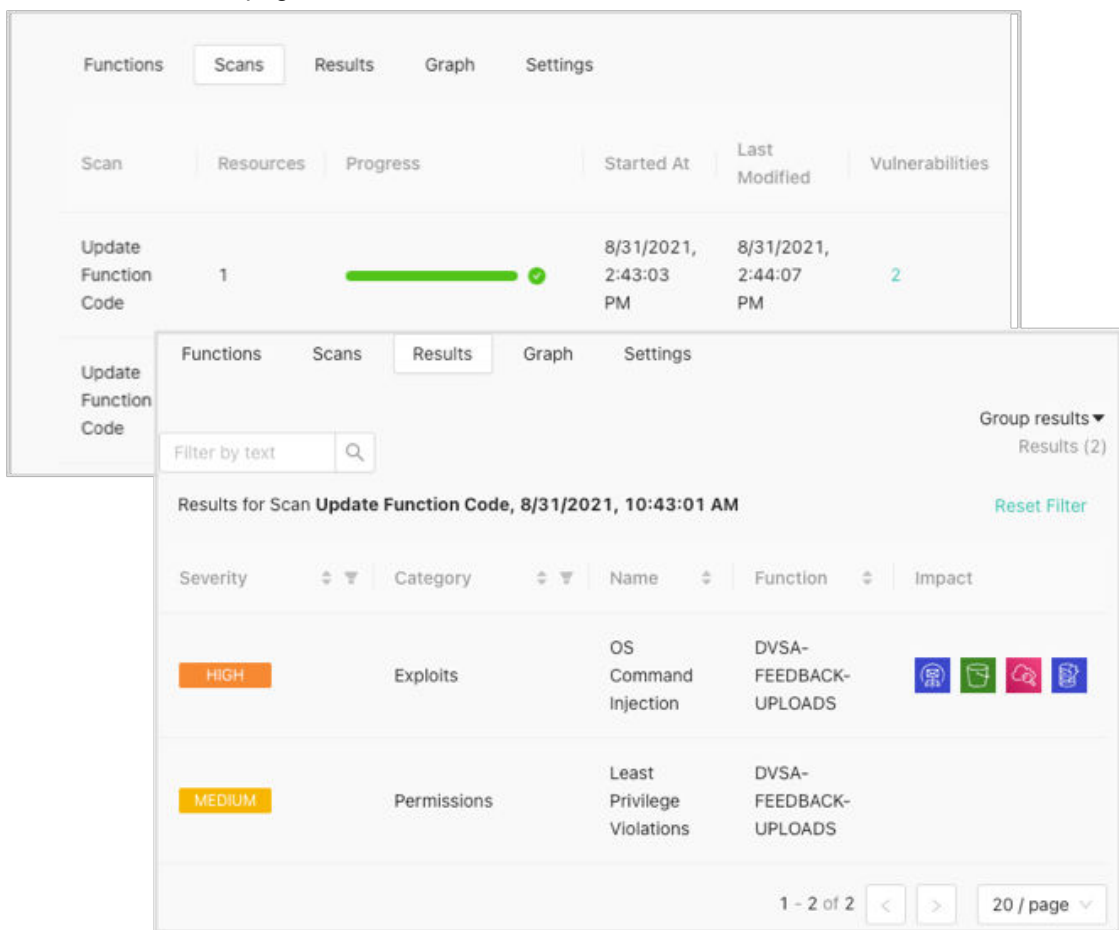 Functions Scans Results Graph Settings
Scan Resources Progress Started At Last Modified Vulnerabilities
Update Function Code 1 8/31/2021, 2:43:03 PM 8/31/2021, 2:44:07 PM 2
Update Function Code
Functions Scans Results Graph Settings
Group results
Filter by text Results (2)
Results for Scan Update Function Code, 8/31/2021, 10:43:01 AM Reset Filter
Severity Category Name Function Impact
HIGH Exploits OS Command Injection DVSA-FEEDBACK-UPLOADS
MEDIUM Permissions Least Privilege Violations DVSA-FEEDBACK-UPLOADS
1 - 2 of 2 < > 20 / page